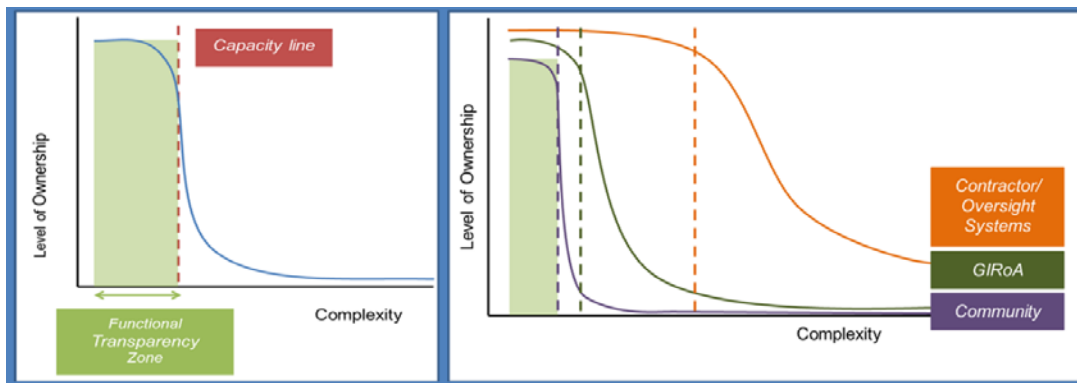 Capacity line
Level of Ownership
Complexity
Functional
Transparency
Zone
Level of Ownership
Contractor/
Oversight
Systems
GIRoA
Community
Complexity